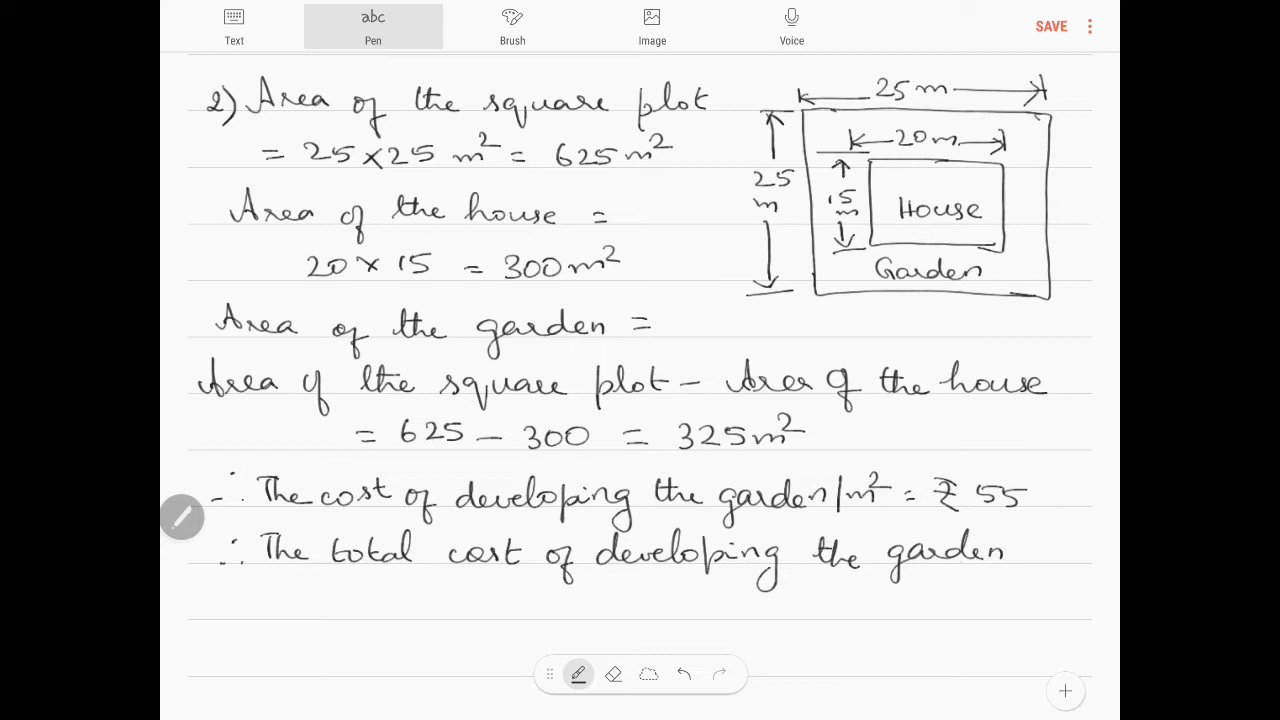 Text
abc
Pen
Brush
Image
Voice
SAVE
2) Area of the square plot
= 25 × 25 m² = 625 m²
Area of the house =
20 × 15 = 300 m²
Area of the garden =
Area of the square plot - Area of the house
= 625 - 300 = 325 m²
∴ The cost of developing the garden/m² = ₹ 55
∴ The total cost of developing the garden
25 m
20 m
25
m
15
m
House
Garden